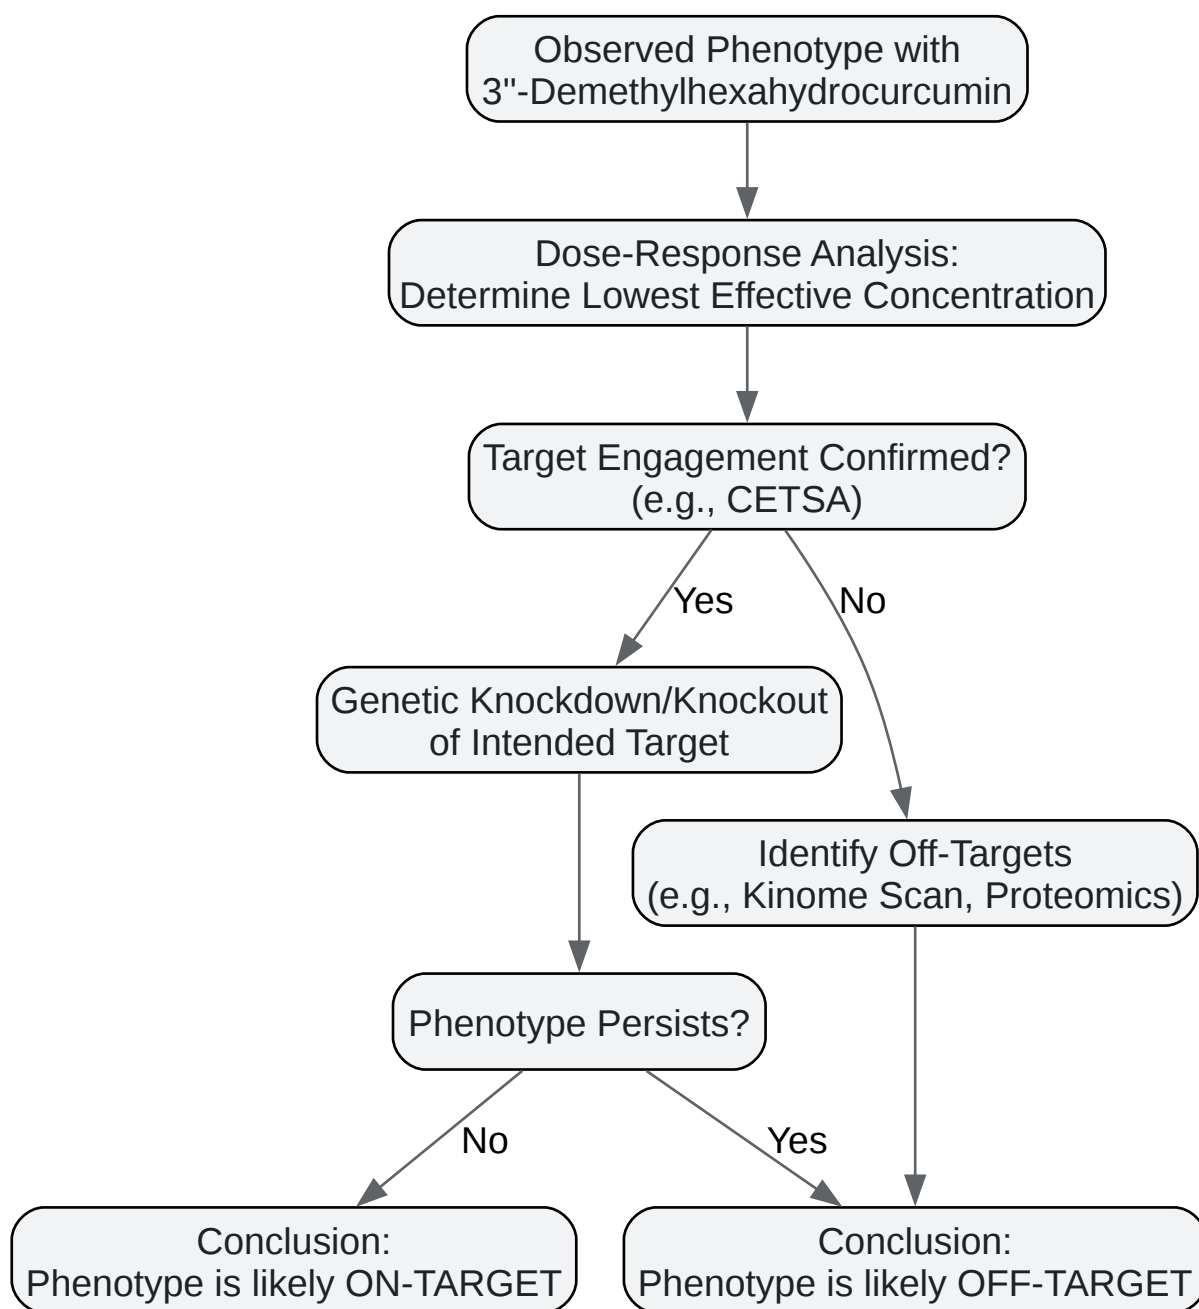 Observed Phenotype with
3"-Demethylhexahydrocurcumin
Dose-Response Analysis:
Determine Lowest Effective Concentration
Target Engagement Confirmed?
(e.g., CETSA)
Yes
No
Genetic Knockdown/Knockout
of Intended Target
Identify Off-Targets
(e.g., Kinome Scan, Proteomics)
Phenotype Persists?
No
Yes
Conclusion:
Phenotype is likely ON-TARGET
Conclusion:
Phenotype is likely OFF-TARGET